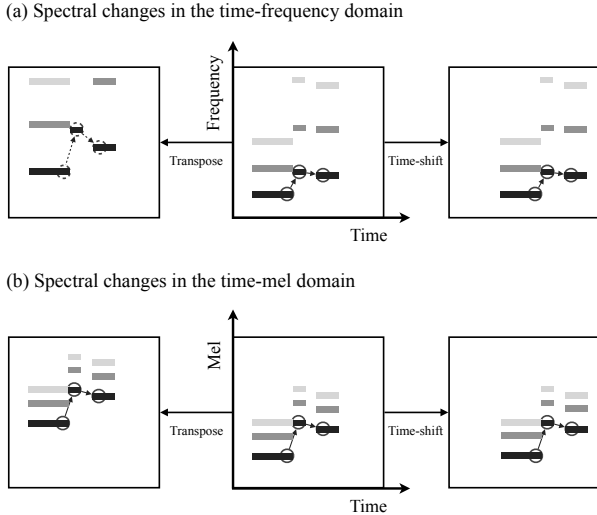 (a) Spectral changes in the time-frequency domain
Frequency
Transpose
Time-shift
Time
(b) Spectral changes in the time-mel domain
Mel
Transpose
Time-shift
Time